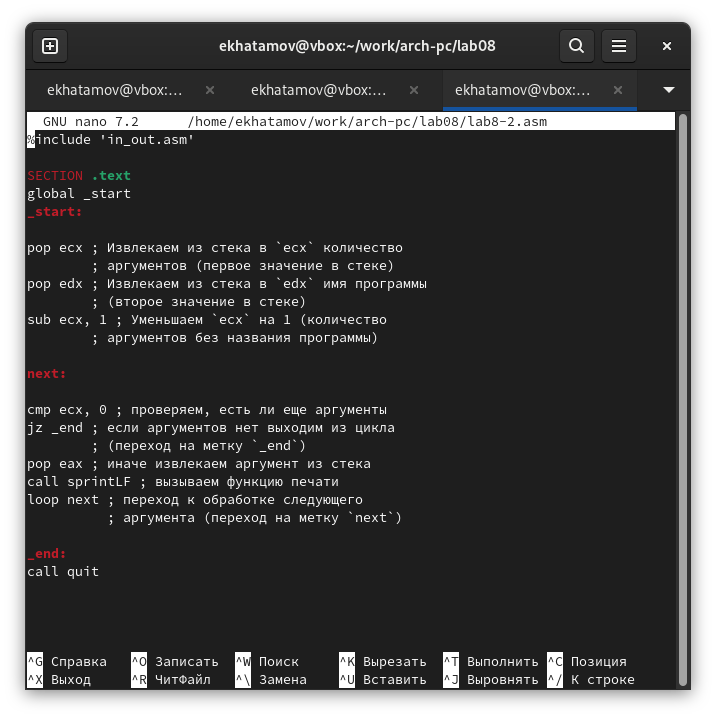 ekhatamov@vbox:~/work/arch-pc/lab08
ekhatamov@vbox:... ekhatamov@vbox:... ekhatamov@vbox:...
GNU nano 7.2 /home/ekhatamov/work/arch-pc/lab08/lab8-2.asm
%include 'in_out.asm'
SECTION .text
global _start
_start:
pop ecx ; Извлекаем из стека в `ecx` количество
; аргументов (первое значение в стеке)
pop edx ; Извлекаем из стека в `edx` имя программы
; (второе значение в стеке)
sub ecx, 1 ; Уменьшаем `ecx` на 1 (количество
; аргументов без названия программы)
next:
cmp ecx, 0 ; проверяем, есть ли еще аргументы
jz _end ; если аргументов нет выходим из цикла
; (переход на метку `_end`)
pop eax ; иначе извлекаем аргумент из стека
call sprintLF ; вызываем функцию печати
loop next ; переход к обработке следующего
; аргумента (переход на метку `next`)
_end:
call quit
^G Справка ^O Записать ^W Поиск ^K Вырезать ^T Выполнить ^C Позиция
^X Выход ^R ЧитФайл ^\ Замена ^U Вставить ^J Выровнять ^/ К строке